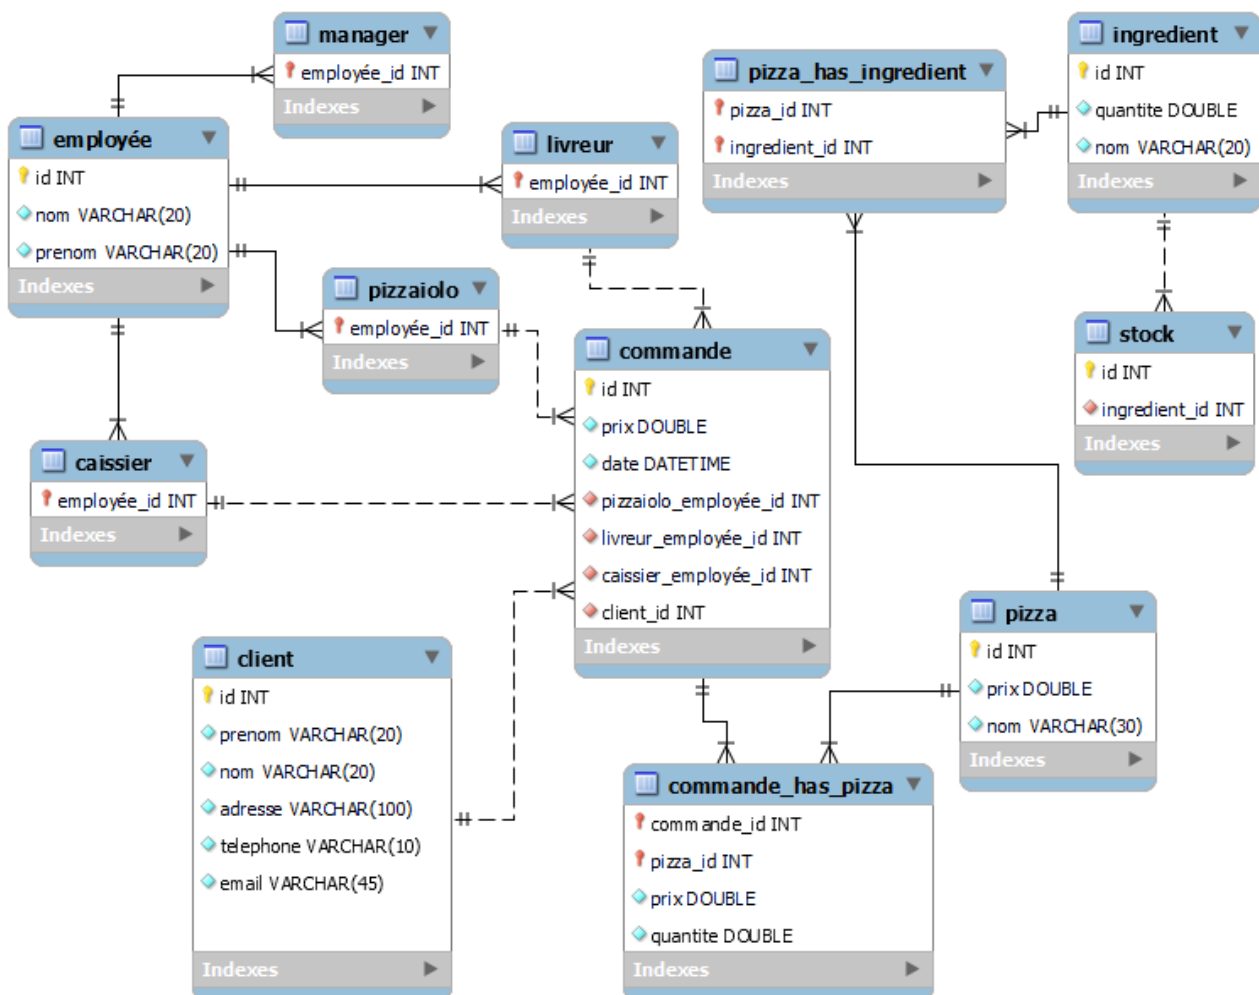 manager
employée_id INT
Indexes
employée
id INT
nom VARCHAR(20)
prenom VARCHAR(20)
Indexes
livreur
employée_id INT
Indexes
pizzaiolo
employée_id INT
Indexes
caissier
employée_id INT
Indexes
commande
id INT
prix DOUBLE
date DATETIME
pizzaiolo_employée_id INT
livreur_employée_id INT
caissier_employée_id INT
client_id INT
Indexes
client
id INT
prenom VARCHAR(20)
nom VARCHAR(20)
adresse VARCHAR(100)
telephone VARCHAR(10)
email VARCHAR(45)
Indexes
pizza_has_ingredient
pizza_id INT
ingredient_id INT
Indexes
ingredient
id INT
quantite DOUBLE
nom VARCHAR(20)
Indexes
stock
id INT
ingredient_id INT
Indexes
pizza
id INT
prix DOUBLE
nom VARCHAR(30)
Indexes
commande_has_pizza
commande_id INT
pizza_id INT
prix DOUBLE
quantite DOUBLE
Indexes